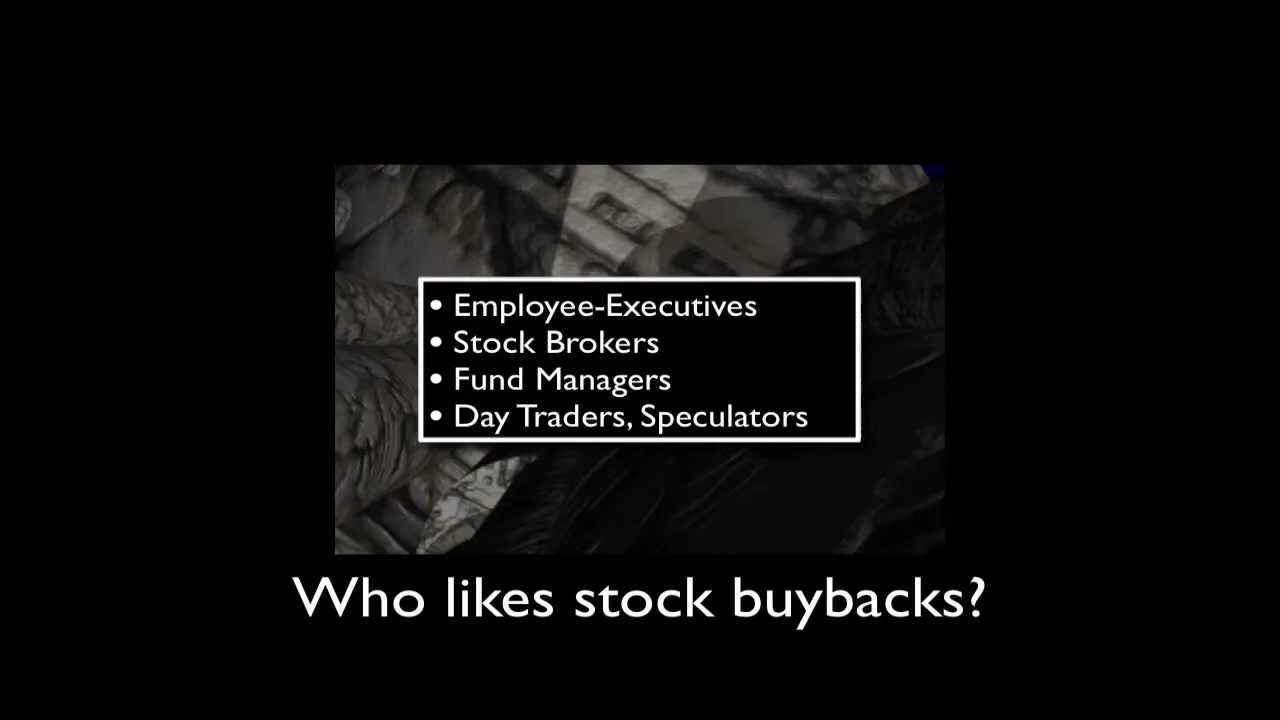 • Employee-Executives
• Stock Brokers
• Fund Managers
• Day Traders, Speculators
Who likes stock buybacks?